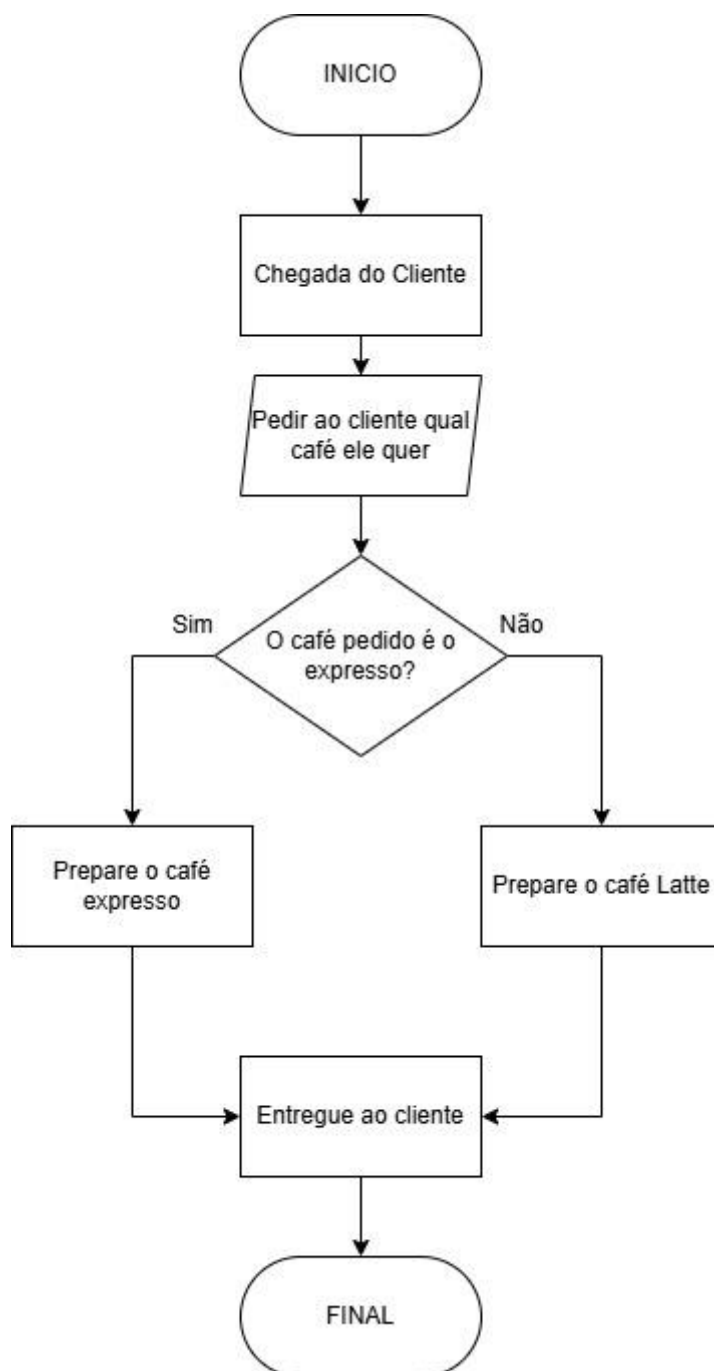 INICIO
Chegada do Cliente
Pedir ao cliente qual
café ele quer
Sim
Não
O café pedido é o
expresso?
Prepare o café
expresso
Prepare o café Latte
Entregue ao cliente
FINAL